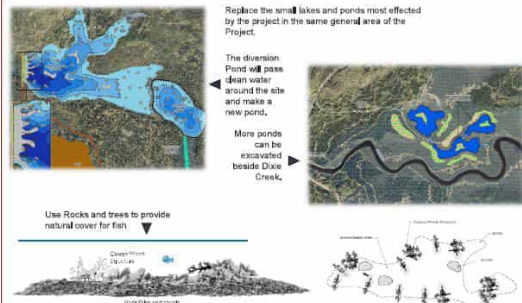 Replace the small lakes and ponds most effected
by the project in the same general area of the
Project.
The diversion
Pond will pass
clean water
around the site
and make a
new pond.
More ponds
can be
excavated
beside Dixie
Creek.
Use Rocks and trees to provide
natural cover for fish